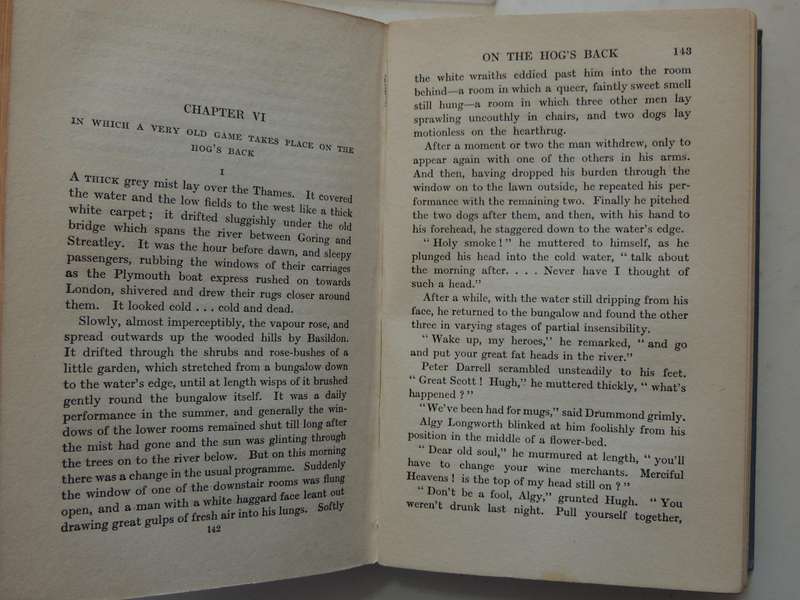 CHAPTER VI
IN WHICH A VERY OLD GAME TAKES PLACE ON THE
HOG'S BACK
I
A THICK grey mist lay over the Thames. It covered
the water and the low fields to the west like a thick
white carpet; it drifted sluggishly under the old
bridge which spans the river between Goring and
Streatley. It was the hour before dawn, and sleepy
passengers, rubbing the windows of their carriages
as the Plymouth boat express rushed on towards
London, shivered and drew their rugs closer around
them. It looked cold . . . cold and dead.
Slowly, almost imperceptibly, the vapour rose, and
spread outwards up the wooded hills by Basildon.
It drifted through the shrubs and rose-bushes of a
little garden, which stretched from a bungalow down
to the water's edge, until at length wisps of it brushed
gently round the bungalow itself. It was a daily
performance in the summer, and generally the win-
dows of the lower rooms remained shut till long after
the mist had gone and the sun was glinting through
the trees on to the river below. But on this morning
there was a change in the usual programme. Suddenly
the window of one of the downstair rooms was flung
open, and a man with a white haggard face leant out
drawing great gulps of fresh air into his lungs. Softly
142
ON THE HOG'S BACK 143
the white wraiths eddied past him into the room
behind—a room in which a queer, faintly sweet smell
still hung—a room in which three other men lay
sprawling uncouthly in chairs, and two dogs lay
motionless on the hearthrug.
After a moment or two the man withdrew, only to
appear again with one of the others in his arms.
And then, having dropped his burden through the
window on to the lawn outside, he repeated his per-
formance with the remaining two. Finally he pitched
the two dogs after them, and then, with his hand to
his forehead, he staggered down to the water's edge.
"Holy smoke!" he muttered to himself, as he
plunged his head into the cold water, "talk about
the morning after. . . . Never have I thought of
such a head."
After a while, with the water still dripping from his
face, he returned to the bungalow and found the other
three in varying stages of partial insensibility.
"Wake up, my heroes," he remarked, "and go
and put your great fat heads in the river."
Peter Darrell scrambled unsteadily to his feet.
"Great Scott! Hugh," he muttered thickly, "what's
happened?"
"We've been had for mugs," said Drummond grimly.
Algy Longworth blinked at him foolishly from his
position in the middle of a flower-bed.
"Dear old soul," he murmured at length, "you'll
have to change your wine merchants. Merciful
Heavens! is the top of my head still on?"
"Don't be a fool, Algy," grunted Hugh. "You
weren't drunk last night. Pull yourself together,